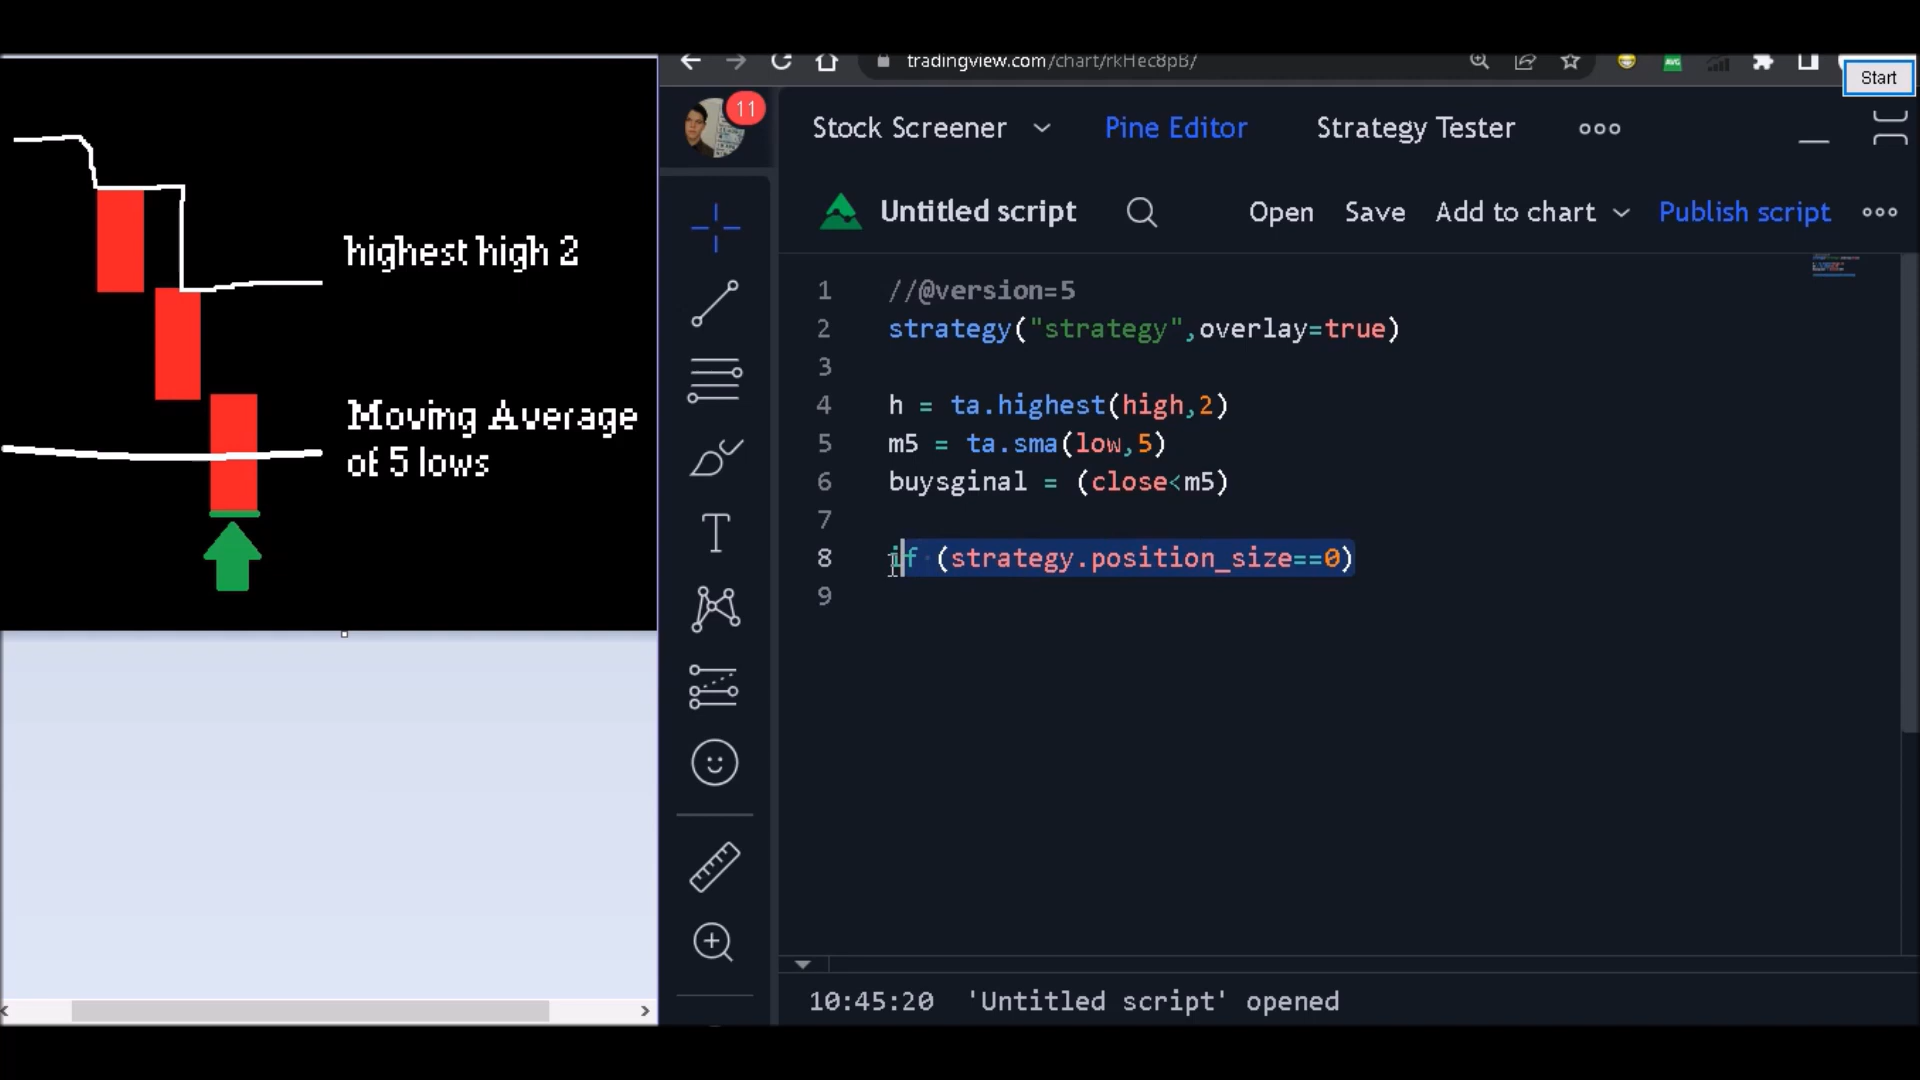 highest high 2
Moving Average
of 5 lows
tradingview.com/chart/rkHec8pB/
Start
11
Stock Screener
Pine Editor
Strategy Tester
Untitled script
Open
Save
Add to chart
Publish script
1 //@version=5
2 strategy("strategy",overlay=true)
3
4 h = ta.highest(high,2)
5 m5 = ta.sma(low,5)
6 buysginal = (close<m5)
7
8 if (strategy.position_size==0)
9
10:45:20 'Untitled script' opened